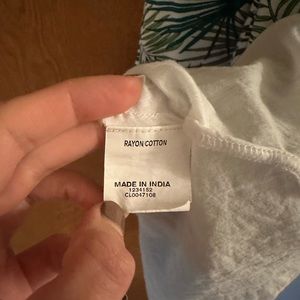 RAYON COTTON
MADE IN INDIA
1234152
CL0047108